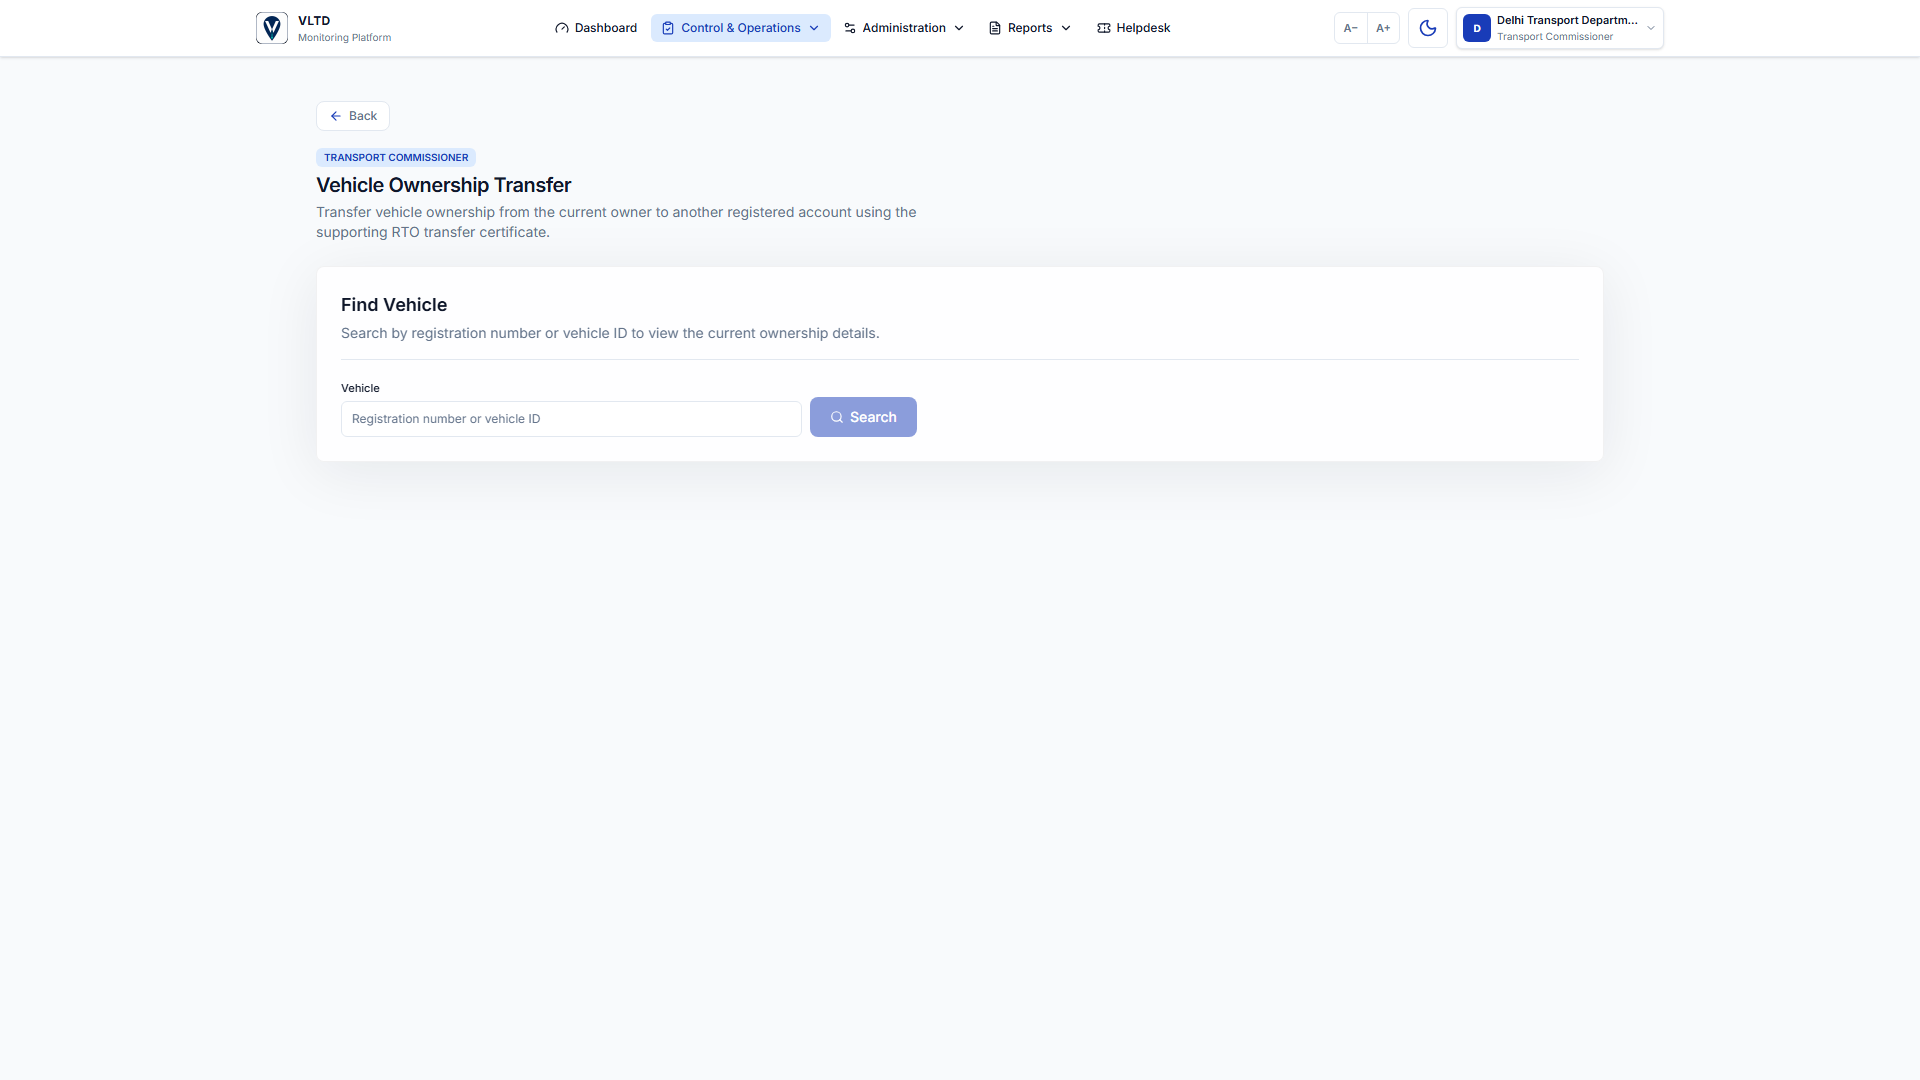 VLTD
Monitoring Platform
Dashboard
Control & Operations
Administration
Reports
Helpdesk
A−
A+
D
Delhi Transport Departm...
Transport Commissioner
Back
TRANSPORT COMMISSIONER
Vehicle Ownership Transfer
Transfer vehicle ownership from the current owner to another registered account using the
supporting RTO transfer certificate.
Find Vehicle
Search by registration number or vehicle ID to view the current ownership details.
Vehicle
Registration number or vehicle ID
Search